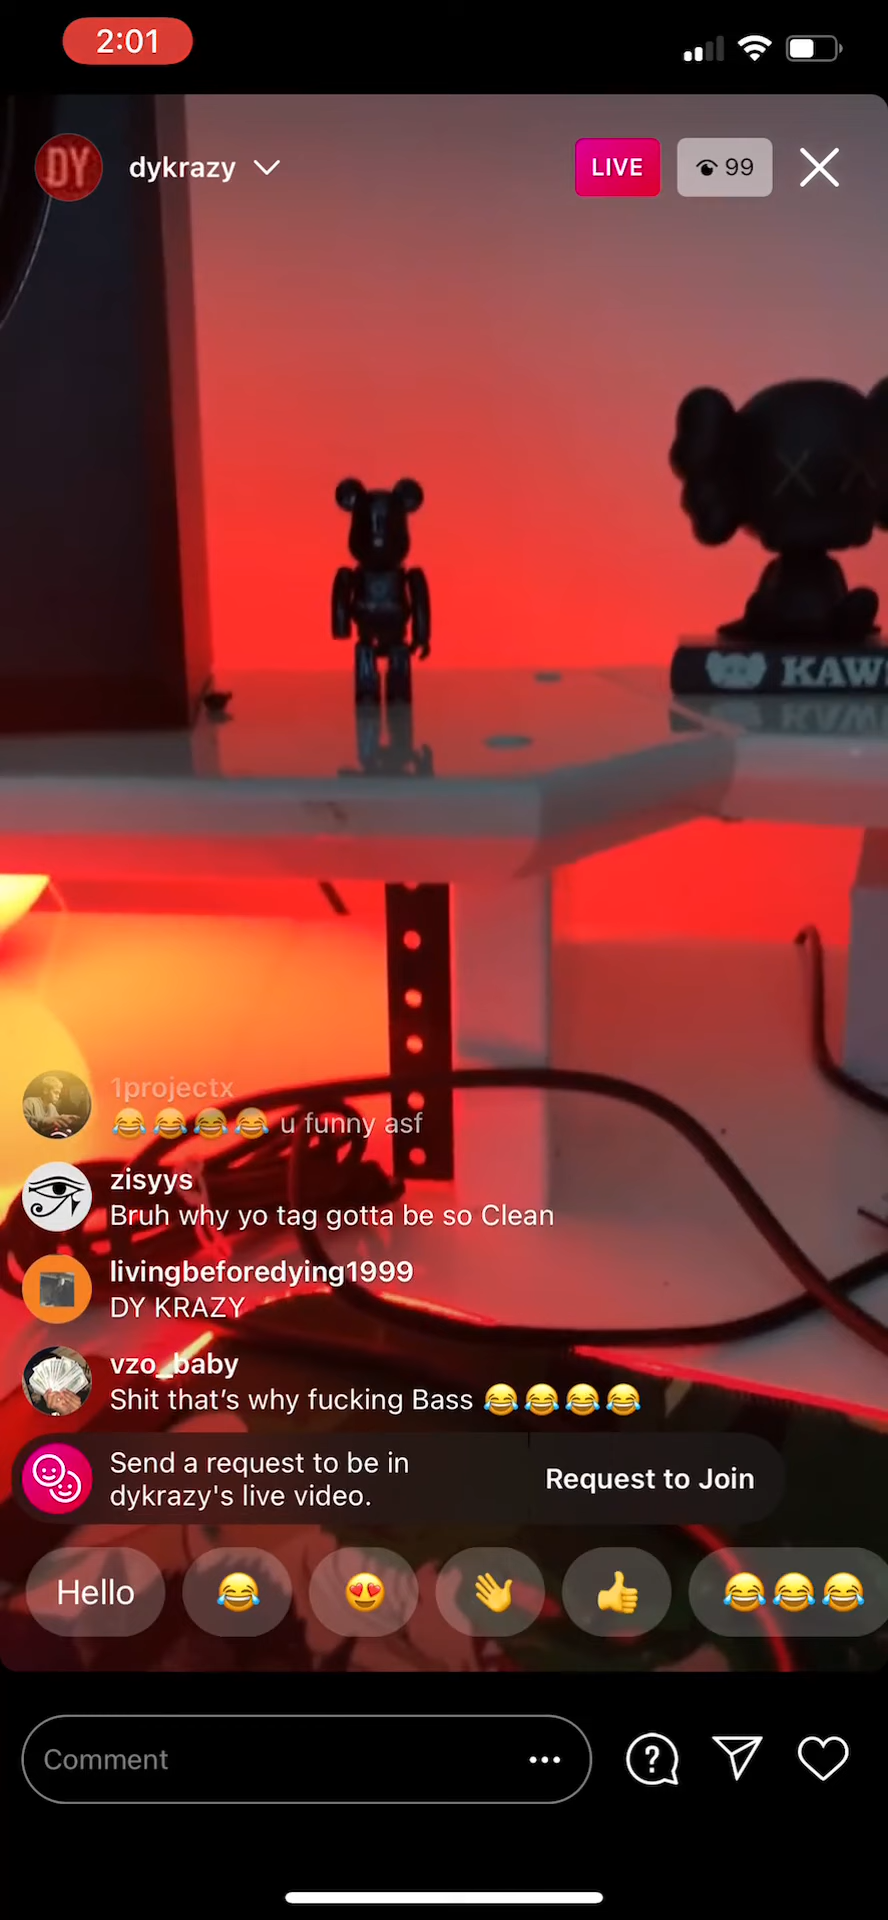 2:01
DY dykrazy LIVE 99
KAWS
1projectx
😂😂😂😂 u funny asf
zisyys
Bruh why yo tag gotta be so Clean
livingbeforedying1999
DY KRAZY
vzo_baby
Shit that’s why fucking Bass 😂😂😂😂
Send a request to be in
dykrazy's live video.
Request to Join
Hello 😂 😍 👋 👍 😂😂😂
Comment